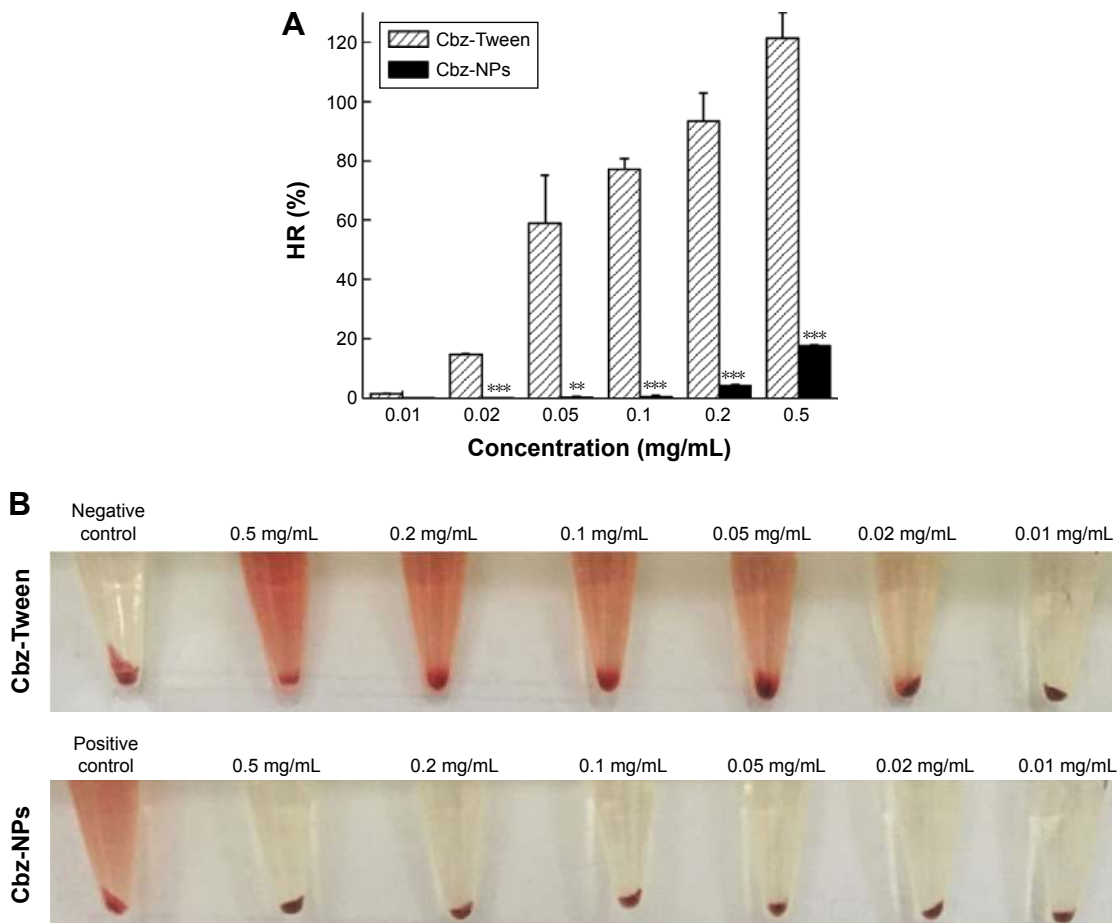 A
Cbz-Tween
Cbz-NPs
HR (%)
120
100
80
60
40
20
0
***
**
***
***
***
0.01 0.02 0.05 0.1 0.2 0.5
Concentration (mg/mL)
B
Negative
control
0.5 mg/mL 0.2 mg/mL 0.1 mg/mL 0.05 mg/mL 0.02 mg/mL 0.01 mg/mL
Cbz-Tween
Positive
control
0.5 mg/mL 0.2 mg/mL 0.1 mg/mL 0.05 mg/mL 0.02 mg/mL 0.01 mg/mL
Cbz-NPs